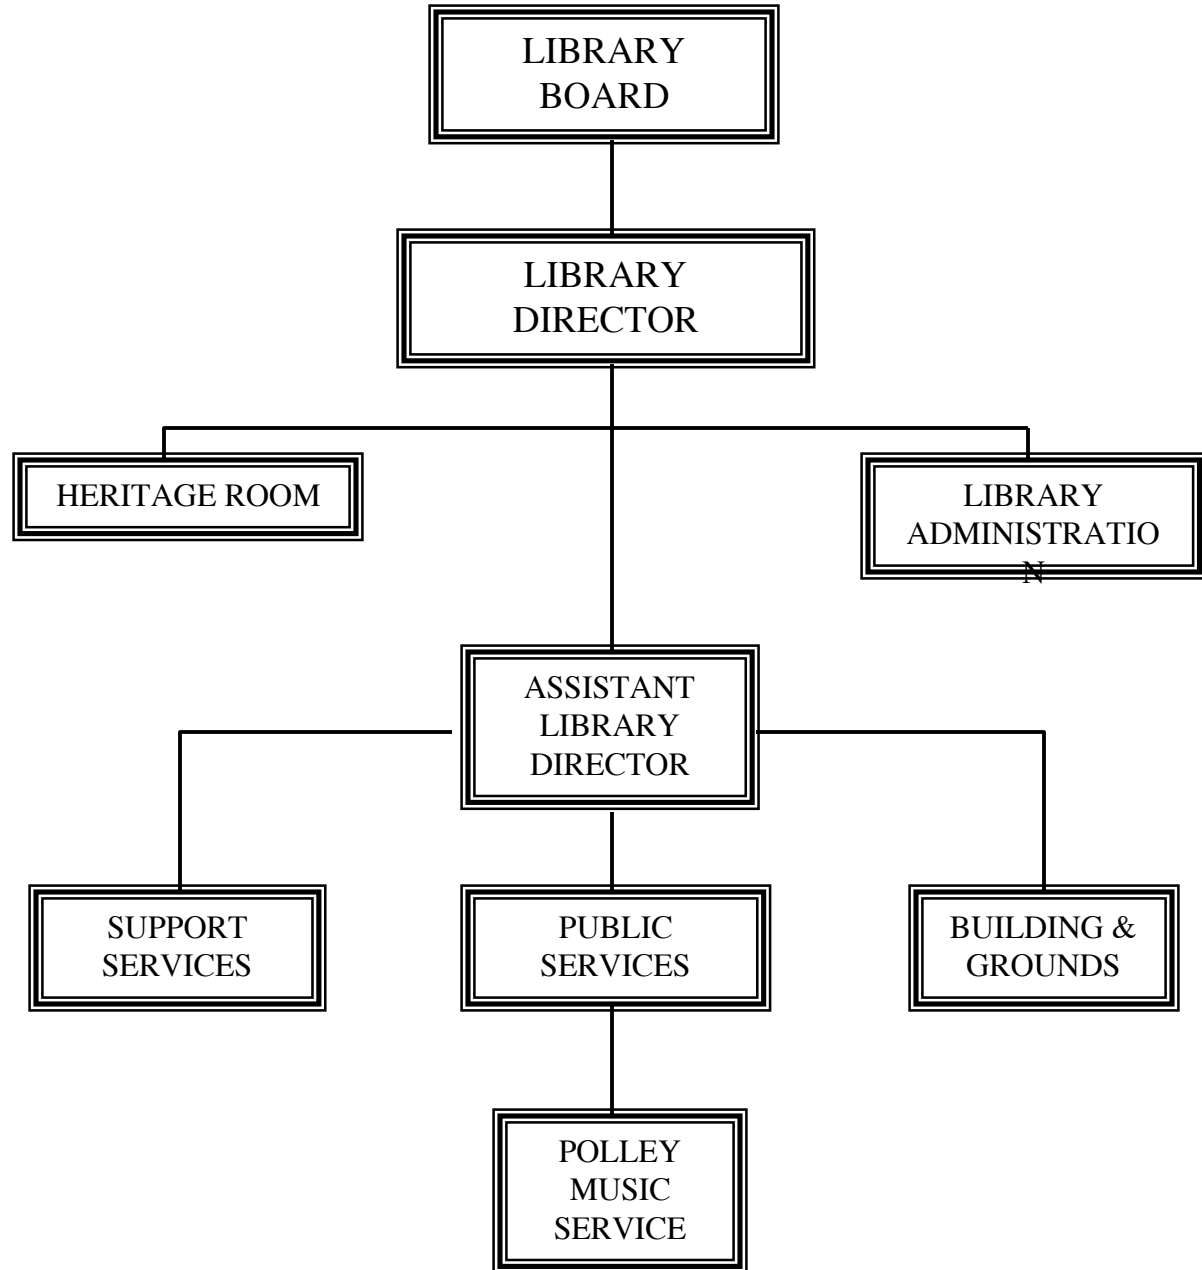 LIBRARY
BOARD
LIBRARY
DIRECTOR
HERITAGE ROOM
LIBRARY
ADMINISTRATIO
N
ASSISTANT
LIBRARY
DIRECTOR
SUPPORT
SERVICES
PUBLIC
SERVICES
BUILDING &
GROUNDS
POLLEY
MUSIC
SERVICE